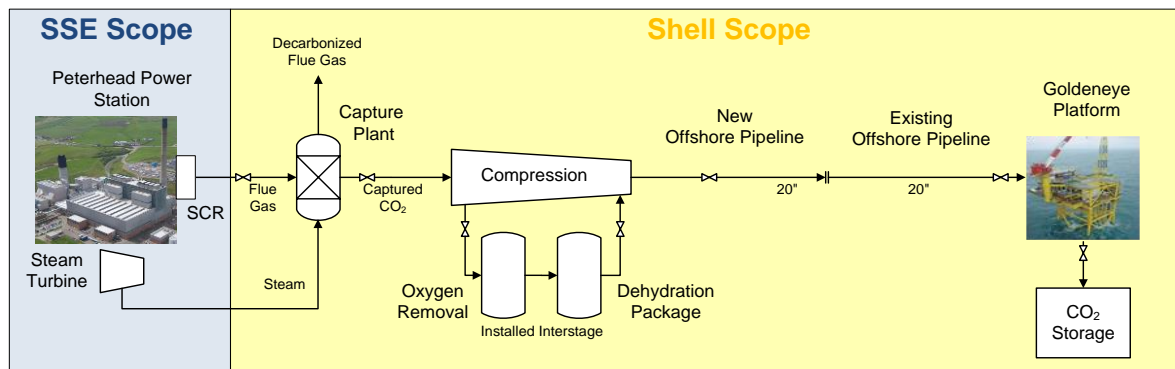 SSE Scope
Shell Scope
Decarbonized
Flue Gas
Peterhead Power
Station
Capture
Plant
New
Offshore Pipeline
Existing
Offshore Pipeline
Goldeneye
Platform
SCR
Flue
Gas
Captured
CO₂
Compression
20"
20"
Steam
Turbine
Steam
Oxygen
Removal
Dehydration
Package
Installed Interstage
CO₂
Storage